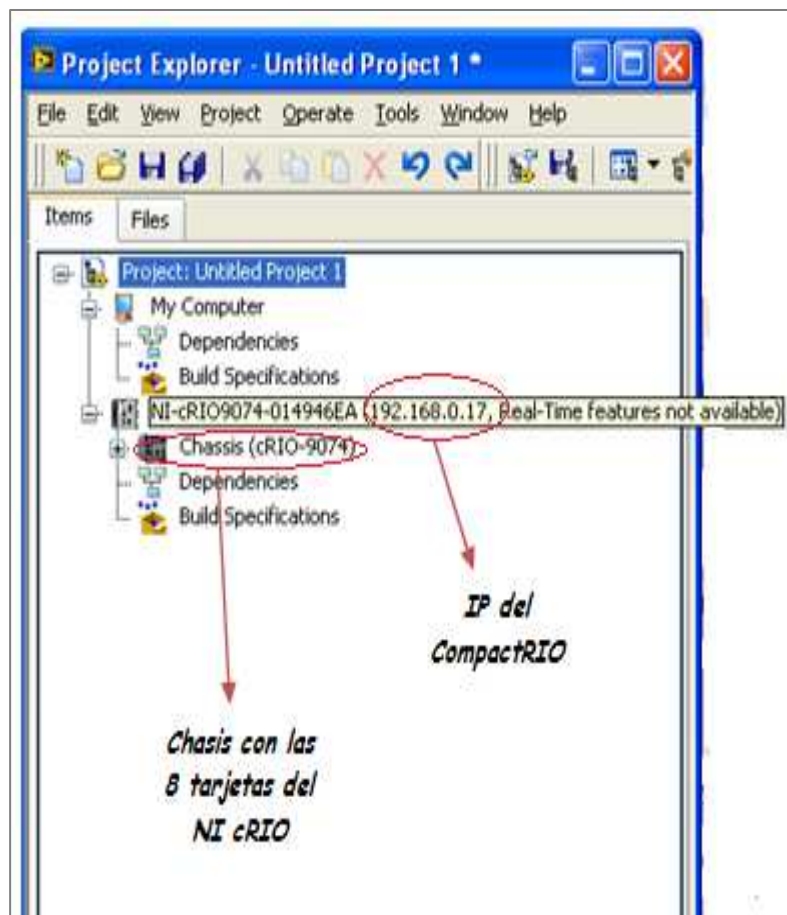 Project Explorer - Untitled Project 1 *
File Edit View Project Operate Tools Window Help
Items Files
Project: Untitled Project 1
My Computer
Dependencies
Build Specifications
NI-cRIO9074-014946EA (192.168.0.17, Real-Time features not available)
Chassis (cRIO-9074)
Dependencies
Build Specifications
IP del
CompactRIO
Chasis con las
8 tarjetas del
NI cRIO